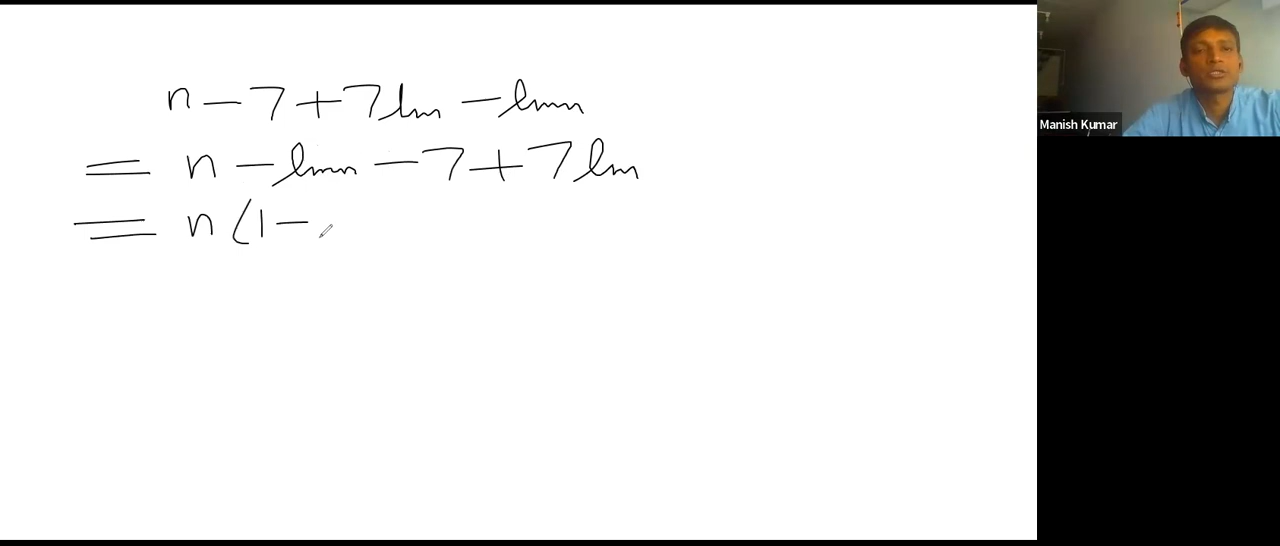 n - 7 + 7lm - lmn
= n - lmn - 7 + 7lm
= n (1 -
Manish Kumar